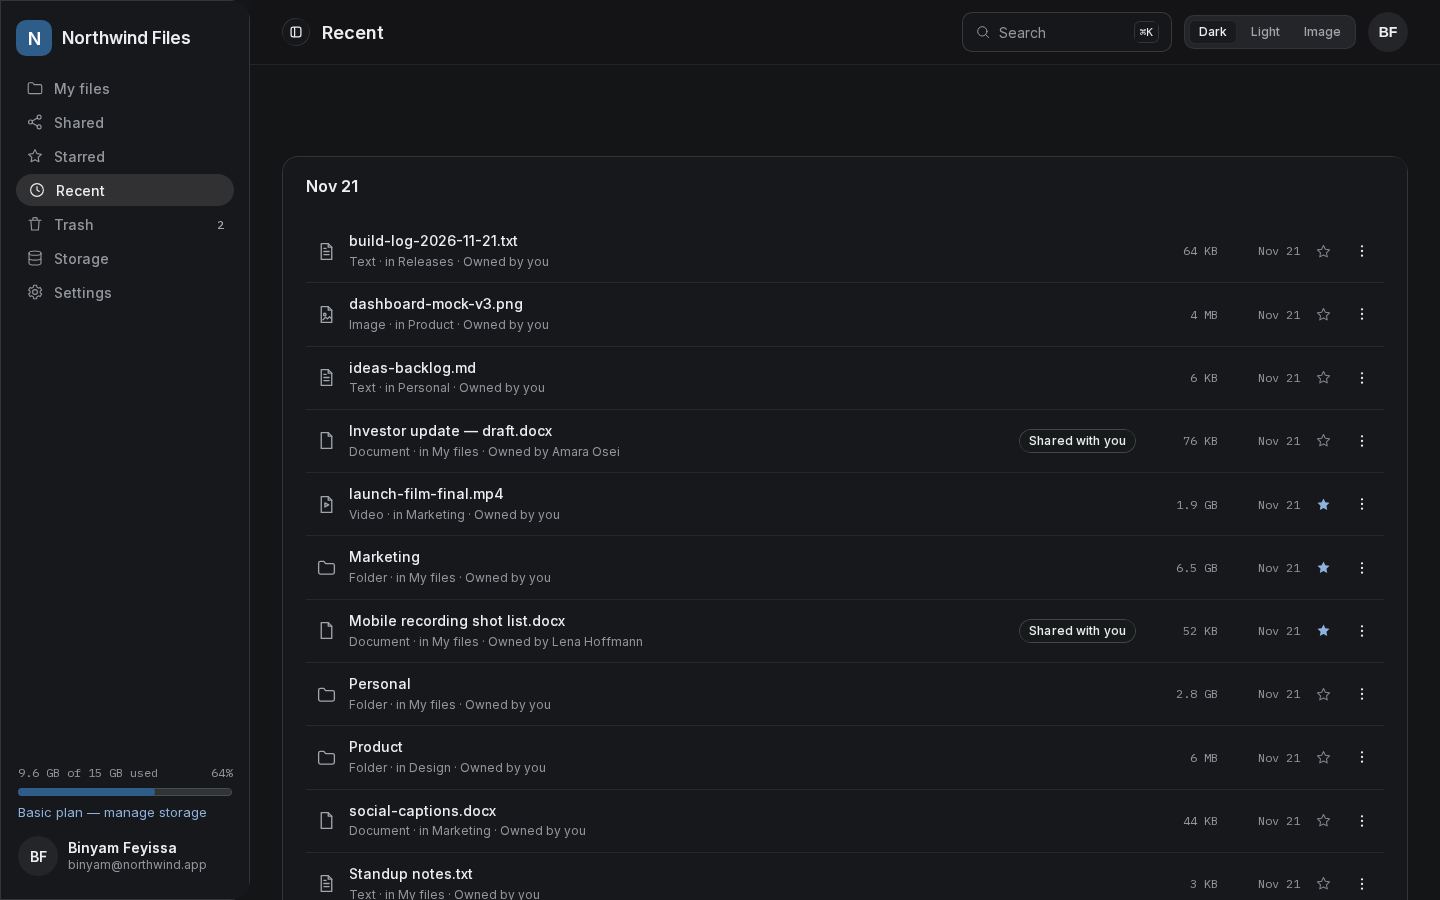 N Northwind Files
My files
Shared
Starred
Recent
Trash 2
Storage
Settings
9.6 GB of 15 GB used 64%
Basic plan — manage storage
BF Binyam Feyissa
binyam@northwind.app
Recent
Search ⌘K
Dark Light Image
BF
Nov 21
build-log-2026-11-21.txt
Text · in Releases · Owned by you
64 KB Nov 21
dashboard-mock-v3.png
Image · in Product · Owned by you
4 MB Nov 21
ideas-backlog.md
Text · in Personal · Owned by you
6 KB Nov 21
Investor update — draft.docx
Document · in My files · Owned by Amara Osei
Shared with you 76 KB Nov 21
launch-film-final.mp4
Video · in Marketing · Owned by you
1.9 GB Nov 21
Marketing
Folder · in My files · Owned by you
6.5 GB Nov 21
Mobile recording shot list.docx
Document · in My files · Owned by Lena Hoffmann
Shared with you 52 KB Nov 21
Personal
Folder · in My files · Owned by you
2.8 GB Nov 21
Product
Folder · in Design · Owned by you
6 MB Nov 21
social-captions.docx
Document · in Marketing · Owned by you
44 KB Nov 21
Standup notes.txt
Text · in My files · Owned by you
3 KB Nov 21